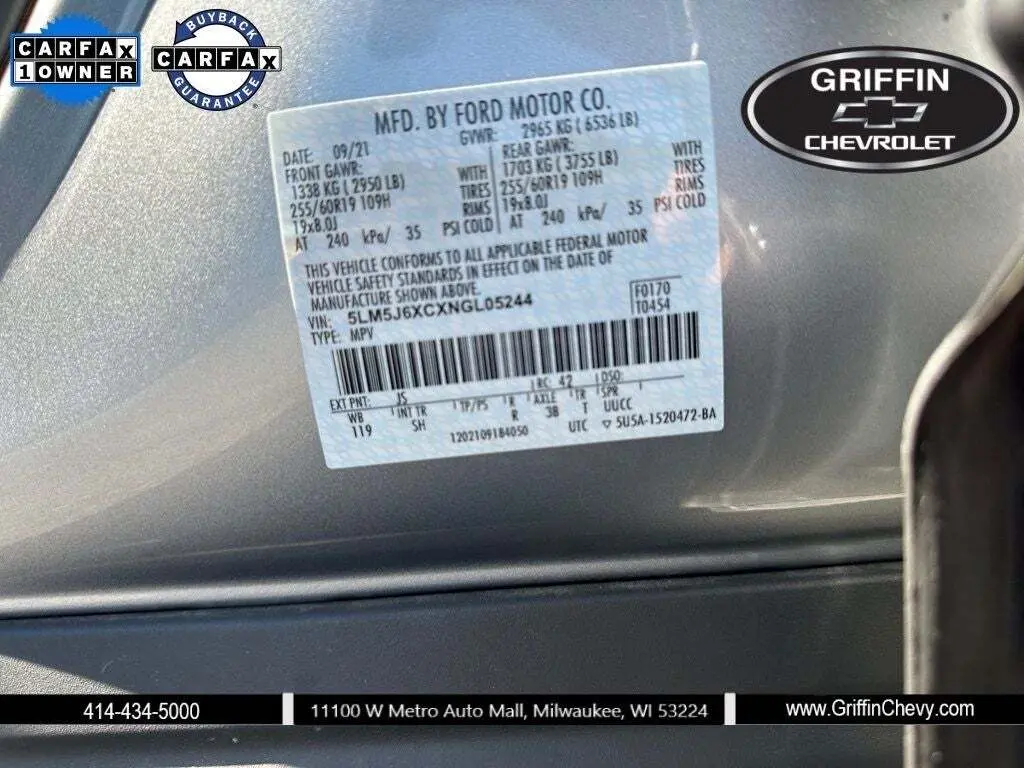 CARFAX
1 OWNER
BUYBACK
CARFAX
GUARANTEE
GRIFFIN
CHEVROLET
MFD. BY FORD MOTOR CO.
DATE: 09/21 GVWR: 2965 KG ( 6536 LB)
FRONT GAWR: REAR GAWR:
1338 KG ( 2950 LB) WITH 1703 KG ( 3755 LB) WITH
255/60R19 109H TIRES 255/60R19 109H TIRES
19x8.0J RIMS 19x8.0J RIMS
AT 240 kPa/ 35 PSI COLD AT 240 kPa/ 35 PSI COLD
THIS VEHICLE CONFORMS TO ALL APPLICABLE FEDERAL MOTOR
VEHICLE SAFETY STANDARDS IN EFFECT ON THE DATE OF
MANUFACTURE SHOWN ABOVE.
VIN: 5LM5J6XCXNGL05244 F0170
TYPE: MPV T0454
EXT PNT: JS RC: 42 DSO:
WB INT TR TP/PS R AXLE TR SPR
119 SH R 3B T UUCC
1202109184050 UTC ▽ 5U5A-1520472-BA
414-434-5000
11100 W Metro Auto Mall, Milwaukee, WI 53224
www.GriffinChevy.com